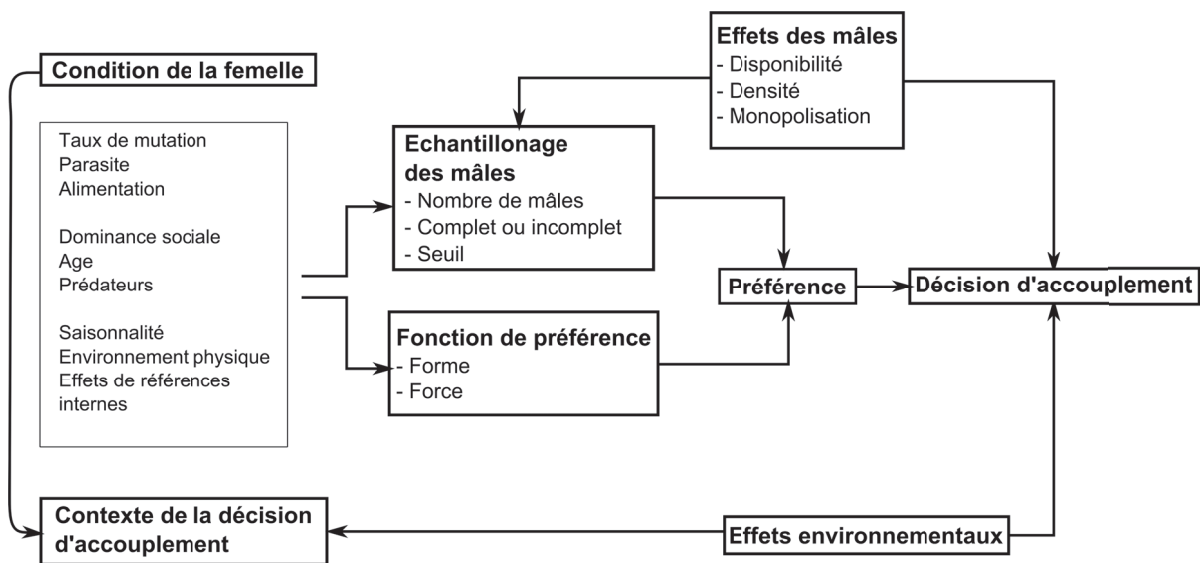 Effets des mâles
- Disponibilité
- Densité
- Monopolisation
Condition de la femelle
Taux de mutation
Parasite
Alimentation
Dominance sociale
Age
Prédateurs
Saisonnalité
Environnement physique
Effets de références
internes
Echantillonage
des mâles
- Nombre de mâles
- Complet ou incomplet
- Seuil
Fonction de préférence
- Forme
- Force
Préférence
Décision d'accouplement
Contexte de la décision
d'accouplement
Effets environnementaux